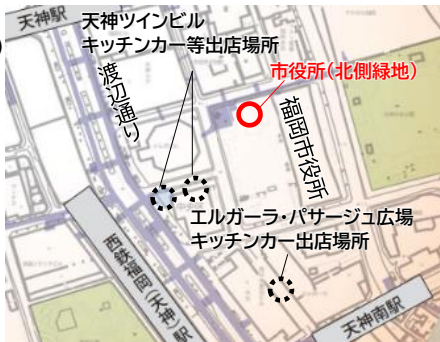 天神駅
天神ツインビル
キッチンカー等出店場所
渡辺通り
市役所(北側緑地)
福岡市役所
エルガーラ・パサージュ広場
キッチンカー出店場所
西鉄福岡(天神)駅
天神南駅